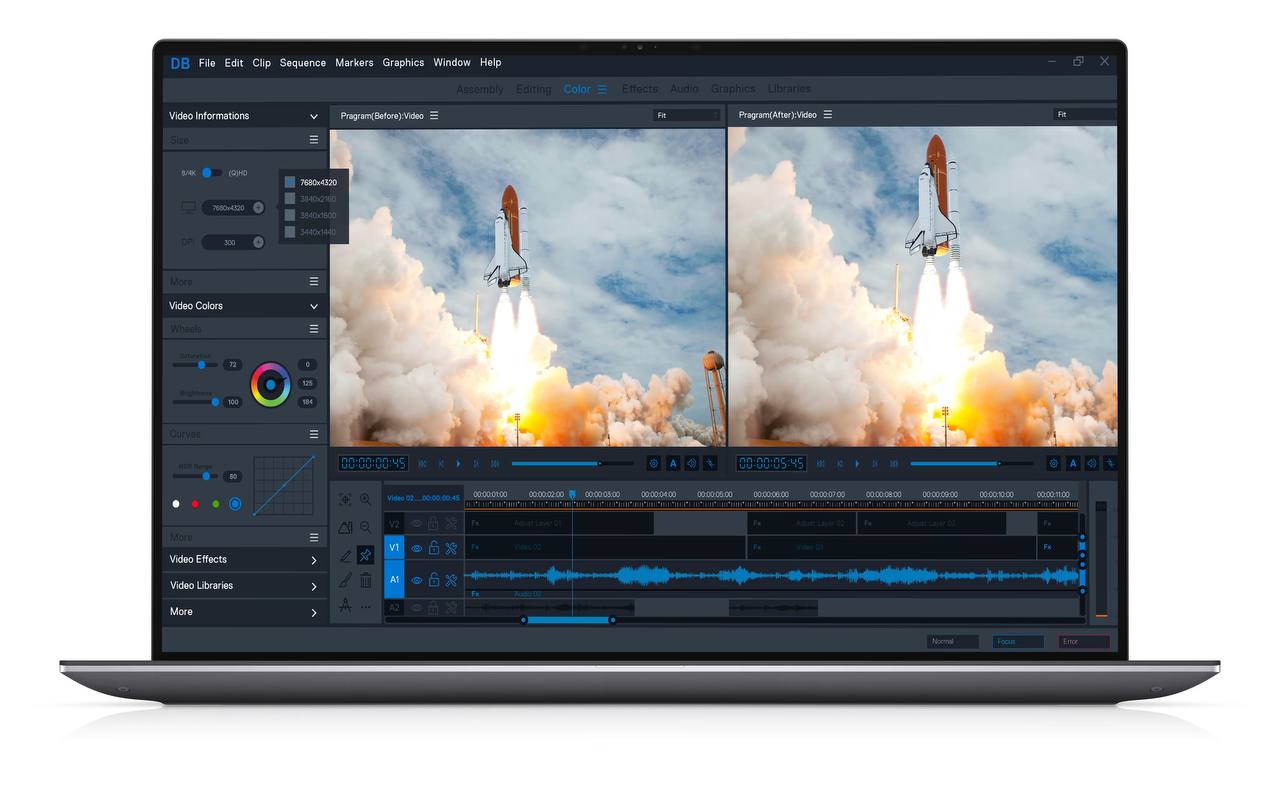 DB File Edit Clip Sequence Markers Graphics Window Help
Assembly Editing Color Effects Audio Graphics Libraries
Video Informations
Size
8/4K (Q)HD
7680x4320
DPI 300
7680x4320
3840x2160
3840x1600
3440x1440
More
Video Colors
Wheels
Saturation 72
Brightness 100
0
125
184
Curves
HSB Range 80
More
Video Effects
Video Libraries
More
Pragram(Before):Video Fit
Pragram(After):Video Fit
00:00:00:45
A
00:00:05:45
A
Video 02....00:00:00:45
00:00:01:00 00:00:02:00 00:00:03:00 00:00:04:00 00:00:05:00 00:00:06:00 00:00:07:00 00:00:08:00 00:00:09:00 00:00:10:00 00:00:11:00
V2 Fx Adjust Layer 01 Fx Adjust Layer 02 Fx Adjust Layer 03 Fx
V1 Fx Video 02 Fx Video 03 Fx
A1
Fx Audio 02
A2
Normal Focus Error